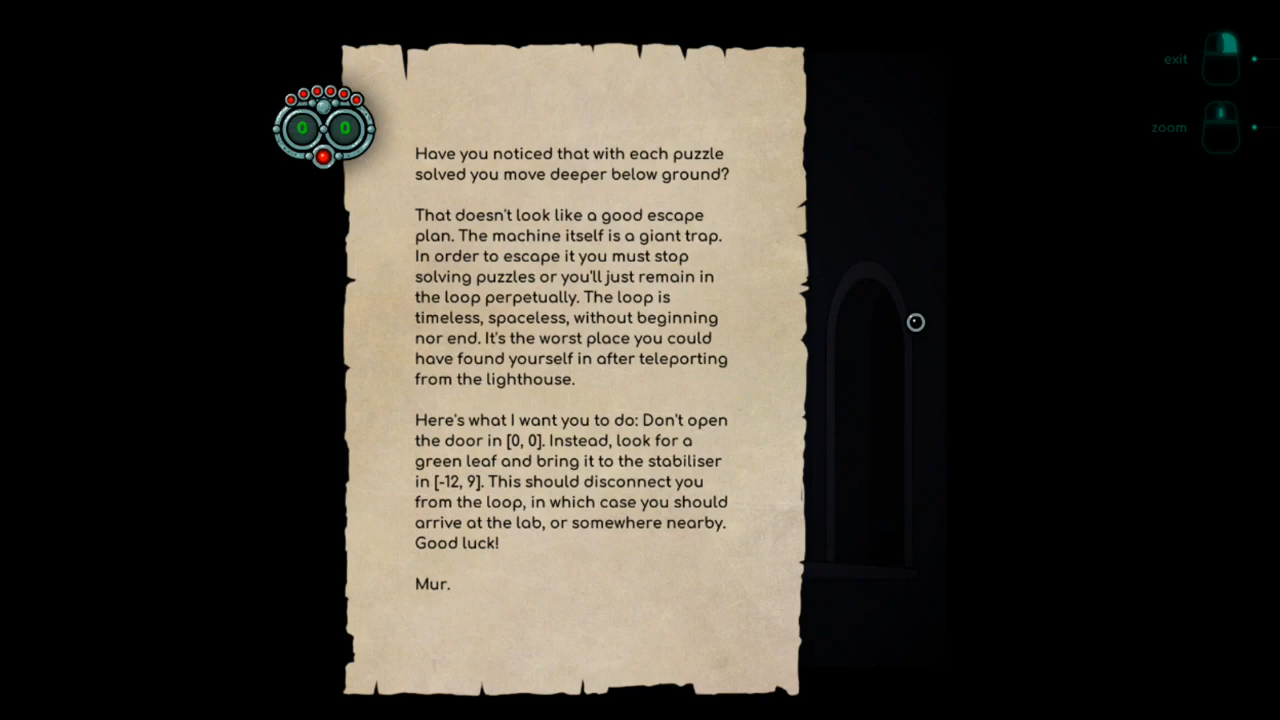 exit
zoom
0 0
Have you noticed that with each puzzle
solved you move deeper below ground?
That doesn't look like a good escape
plan. The machine itself is a giant trap.
In order to escape it you must stop
solving puzzles or you'll just remain in
the loop perpetually. The loop is
timeless, spaceless, without beginning
nor end. It's the worst place you could
have found yourself in after teleporting
from the lighthouse.
Here's what I want you to do: Don't open
the door in [0, 0]. Instead, look for a
green leaf and bring it to the stabiliser
in [-12, 9]. This should disconnect you
from the loop, in which case you should
arrive at the lab, or somewhere nearby.
Good luck!
Mur.